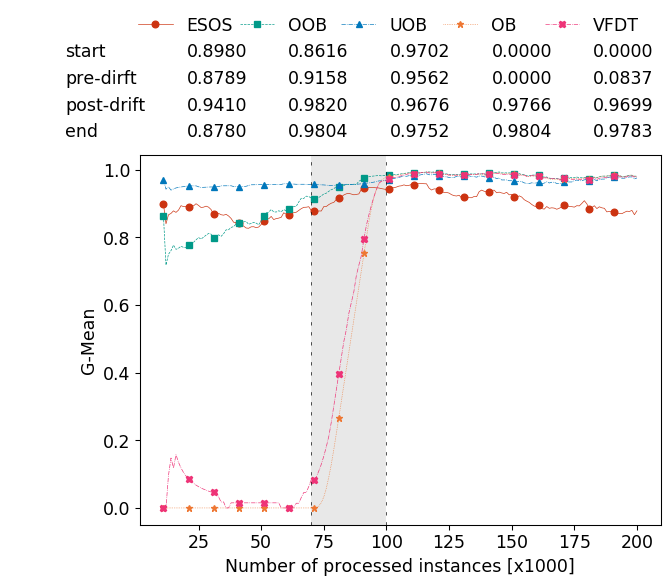 ESOS OOB UOB OB VFDT
start 0.8980 0.8616 0.9702 0.0000 0.0000
pre-dirft 0.8789 0.9158 0.9562 0.0000 0.0837
post-drift 0.9410 0.9820 0.9676 0.9766 0.9699
end 0.8780 0.9804 0.9752 0.9804 0.9783
1.0
0.8
0.6
0.4
0.2
0.0
G-Mean
25 50 75 100 125 150 175 200
Number of processed instances [x1000]